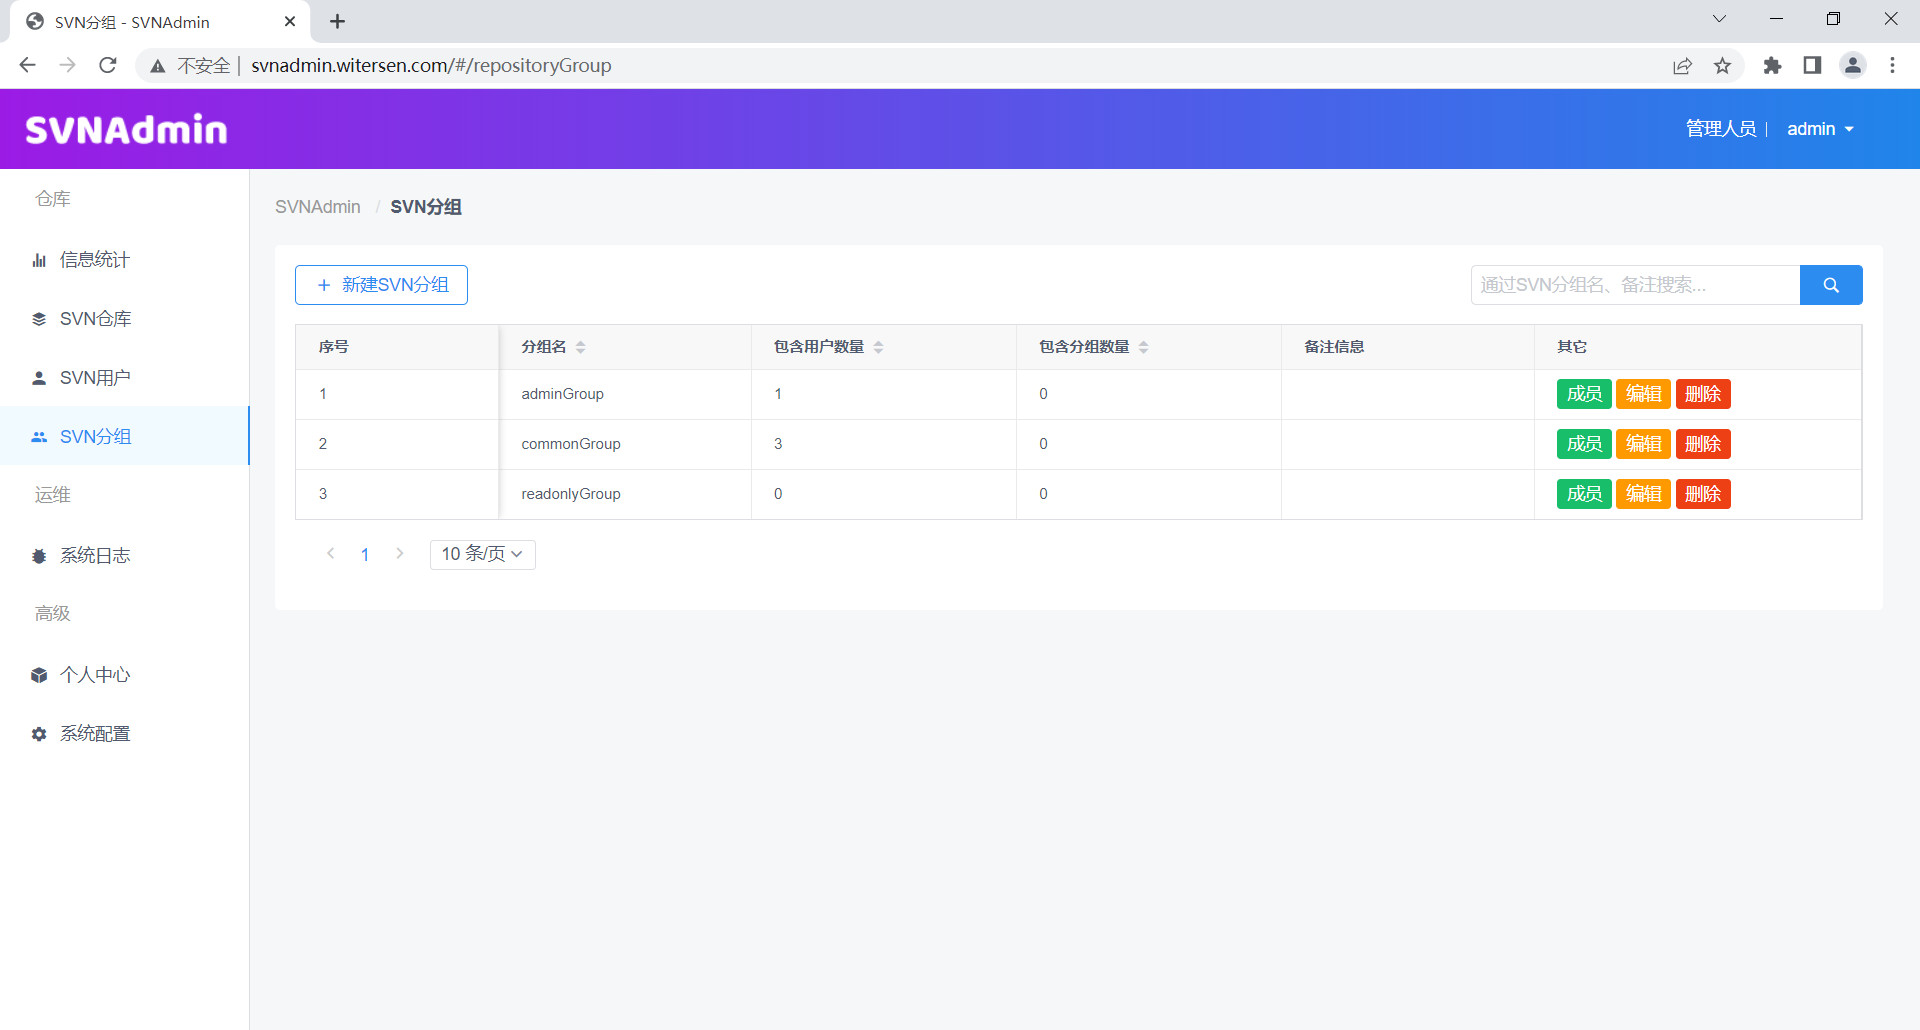 SVN分组 - SVNAdmin
不安全 | svnadmin.witersen.com/#/repositoryGroup
SVNAdmin
管理人员 | admin
仓库
信息统计
SVN仓库
SVN用户
SVN分组
运维
系统日志
高级
个人中心
系统配置
SVNAdmin / SVN分组
+ 新建SVN分组
通过SVN分组名、备注搜索...
序号 分组名 包含用户数量 包含分组数量 备注信息 其它
1 adminGroup 1 0 成员 编辑 删除
2 commonGroup 3 0 成员 编辑 删除
3 readonlyGroup 0 0 成员 编辑 删除
1 10 条/页